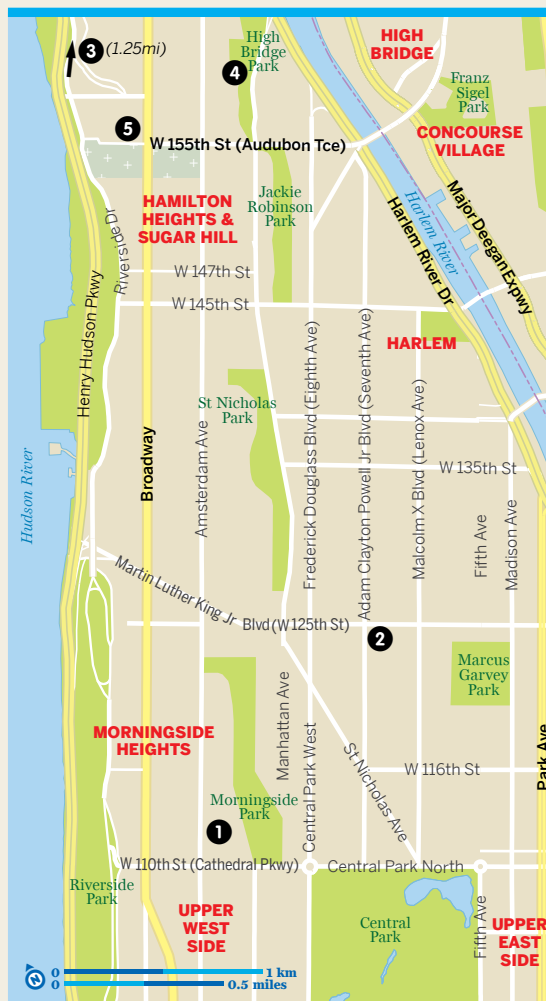 3 (1.25mi)
High
Bridge
Park
4
HIGH
BRIDGE
Franz
Sigel
Park
5
W 155th St (Audubon Tce)
CONCOURSE
VILLAGE
HAMILTON
HEIGHTS &
SUGAR HILL
Jackie
Robinson
Park
Harlem River
Major Deegan Expwy
Harlem River Dr
Riverside Dr
W 147th St
W 145th St
Henry Hudson Pkwy
HARLEM
St Nicholas
Park
Hudson River
Broadway
Amsterdam Ave
Frederick Douglass Blvd (Eighth Ave)
Adam Clayton Powell Jr Blvd (Seventh Ave)
Malcolm X Blvd (Lenox Ave)
W 135th St
Fifth Ave
Madison Ave
Martin Luther King Jr
Blvd (W 125th St)
2
Marcus
Garvey
Park
MORNINGSIDE
HEIGHTS
Manhattan Ave
Central Park West
St Nicholas Ave
W 116th St
Park Ave
Morningside
Park
1
W 110th St (Cathedral Pkwy)
Central Park North
Riverside
Park
UPPER
WEST
SIDE
Central
Park
Fifth Ave
UPPER
EAST
SIDE
N
0 1 km
0 0.5 miles